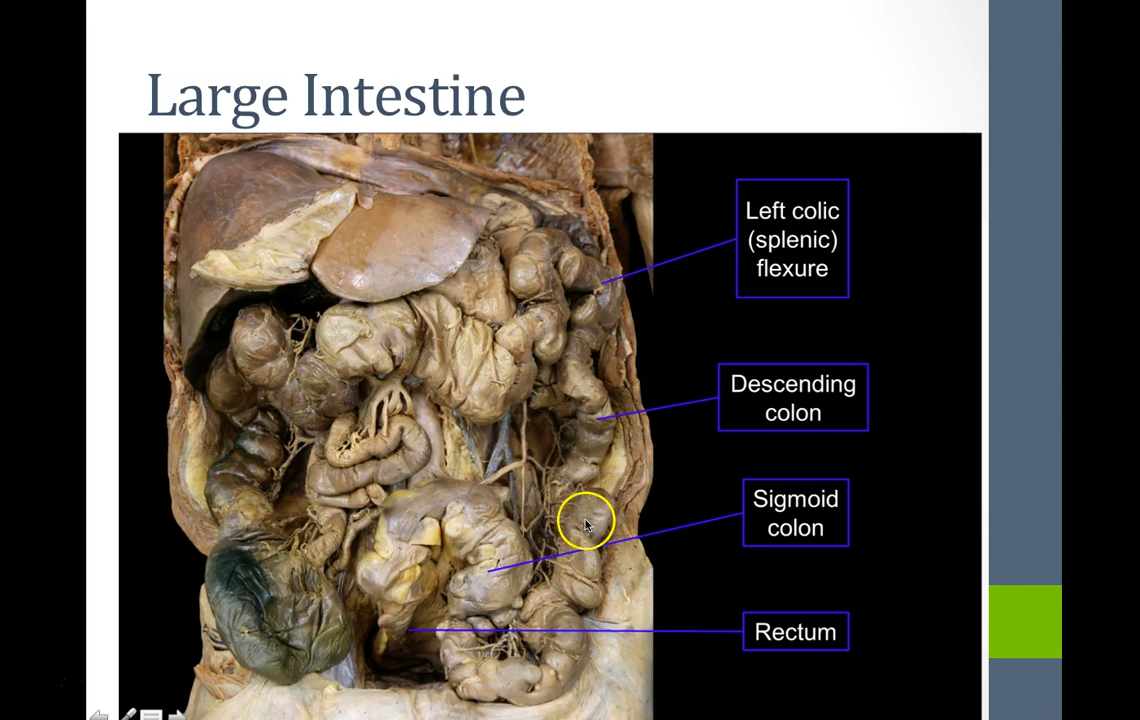 Large Intestine
Left colic
(splenic)
flexure
Descending
colon
Sigmoid
colon
Rectum